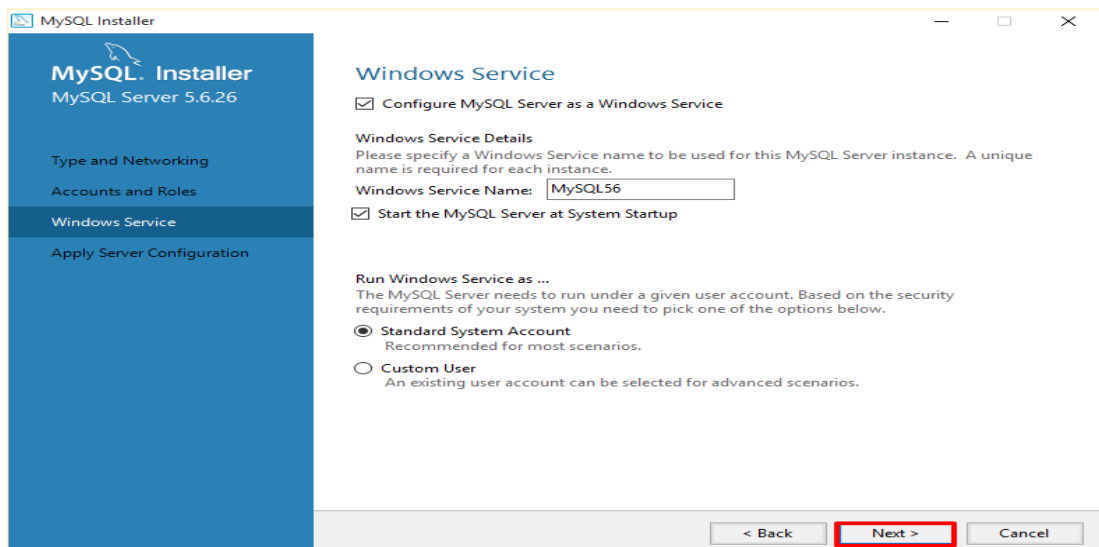 MySQL Installer
MySQL. Installer
MySQL Server 5.6.26
Type and Networking
Accounts and Roles
Windows Service
Apply Server Configuration
Windows Service
Configure MySQL Server as a Windows Service
Windows Service Details
Please specify a Windows Service name to be used for this MySQL Server instance. A unique
name is required for each instance.
Windows Service Name: MySQL56
Start the MySQL Server at System Startup
Run Windows Service as ...
The MySQL Server needs to run under a given user account. Based on the security
requirements of your system you need to pick one of the options below.
Standard System Account
Recommended for most scenarios.
Custom User
An existing user account can be selected for advanced scenarios.
< Back Next > Cancel